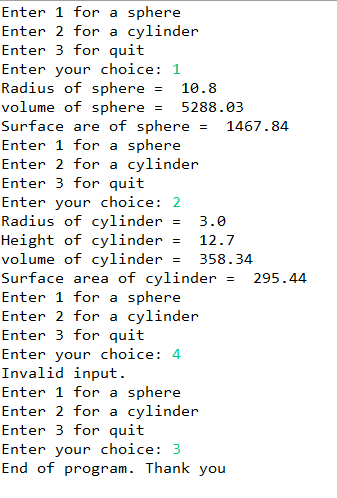 Enter 1 for a sphere
Enter 2 for a cylinder
Enter 3 for quit
Enter your choice: 1
Radius of sphere =  10.8
volume of sphere =  5288.03
Surface are of sphere =  1467.84
Enter 1 for a sphere
Enter 2 for a cylinder
Enter 3 for quit
Enter your choice: 2
Radius of cylinder =  3.0
Height of cylinder =  12.7
volume of cylinder =  358.34
Surface area of cylinder =  295.44
Enter 1 for a sphere
Enter 2 for a cylinder
Enter 3 for quit
Enter your choice: 4
Invalid input.
Enter 1 for a sphere
Enter 2 for a cylinder
Enter 3 for quit
Enter your choice: 3
End of program. Thank you